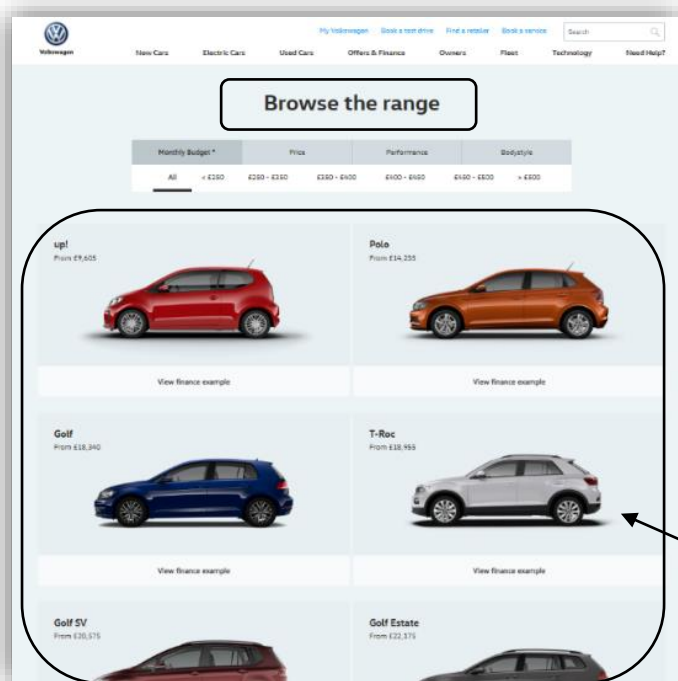 My Volkswagen Book a test drive Find a retailer Book a service Search
Volkswagen New Cars Electric Cars Used Cars Offers & Finance Owners Fleet Technology Need Help?
Browse the range
Monthly Budget * Price Performance Bodystyle
All < £250 £250 - £350 £350 - £400 £400 - £450 £450 - £500 > £500
up! Polo
From £9,605 From £14,235
View finance example View finance example
Golf T-Roc
From £18,340 From £18,955
View finance example View finance example
Golf SV Golf Estate
From £20,575 From £22,375